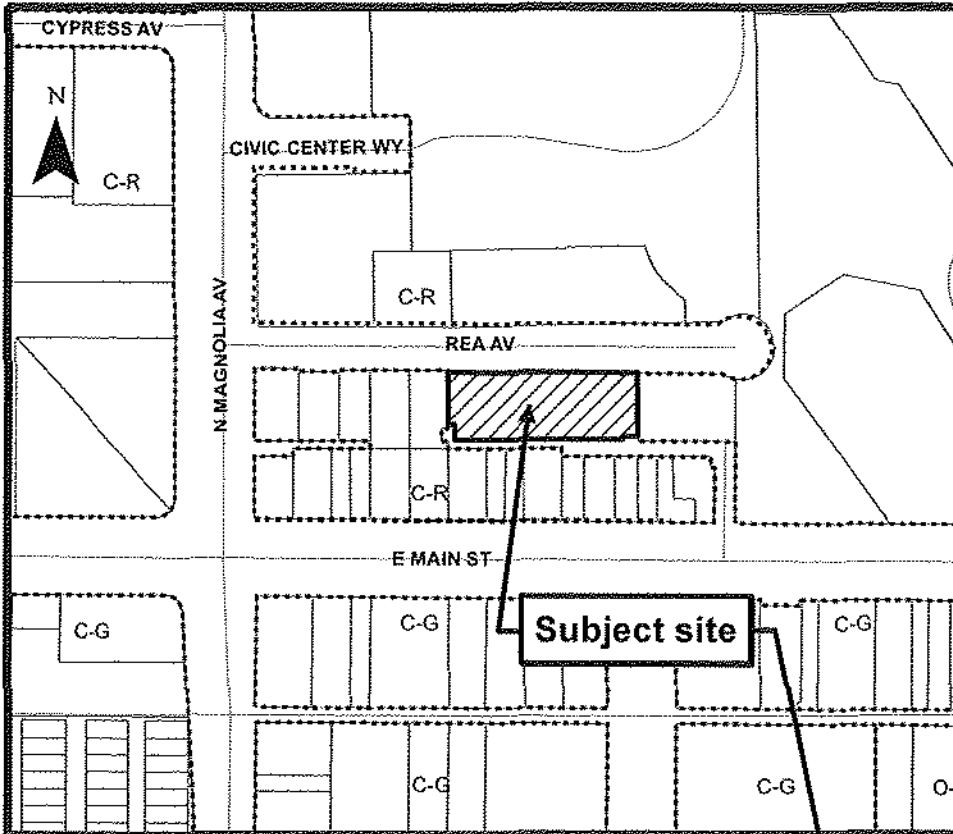 CYPRESS AV
N
CIVIC CENTER WY
C-R
N MAGNOLIA AV
C-R
REA AV
C-R
E MAIN ST
C-G
C-G
Subject site
C-G
C-G
C-G
O-